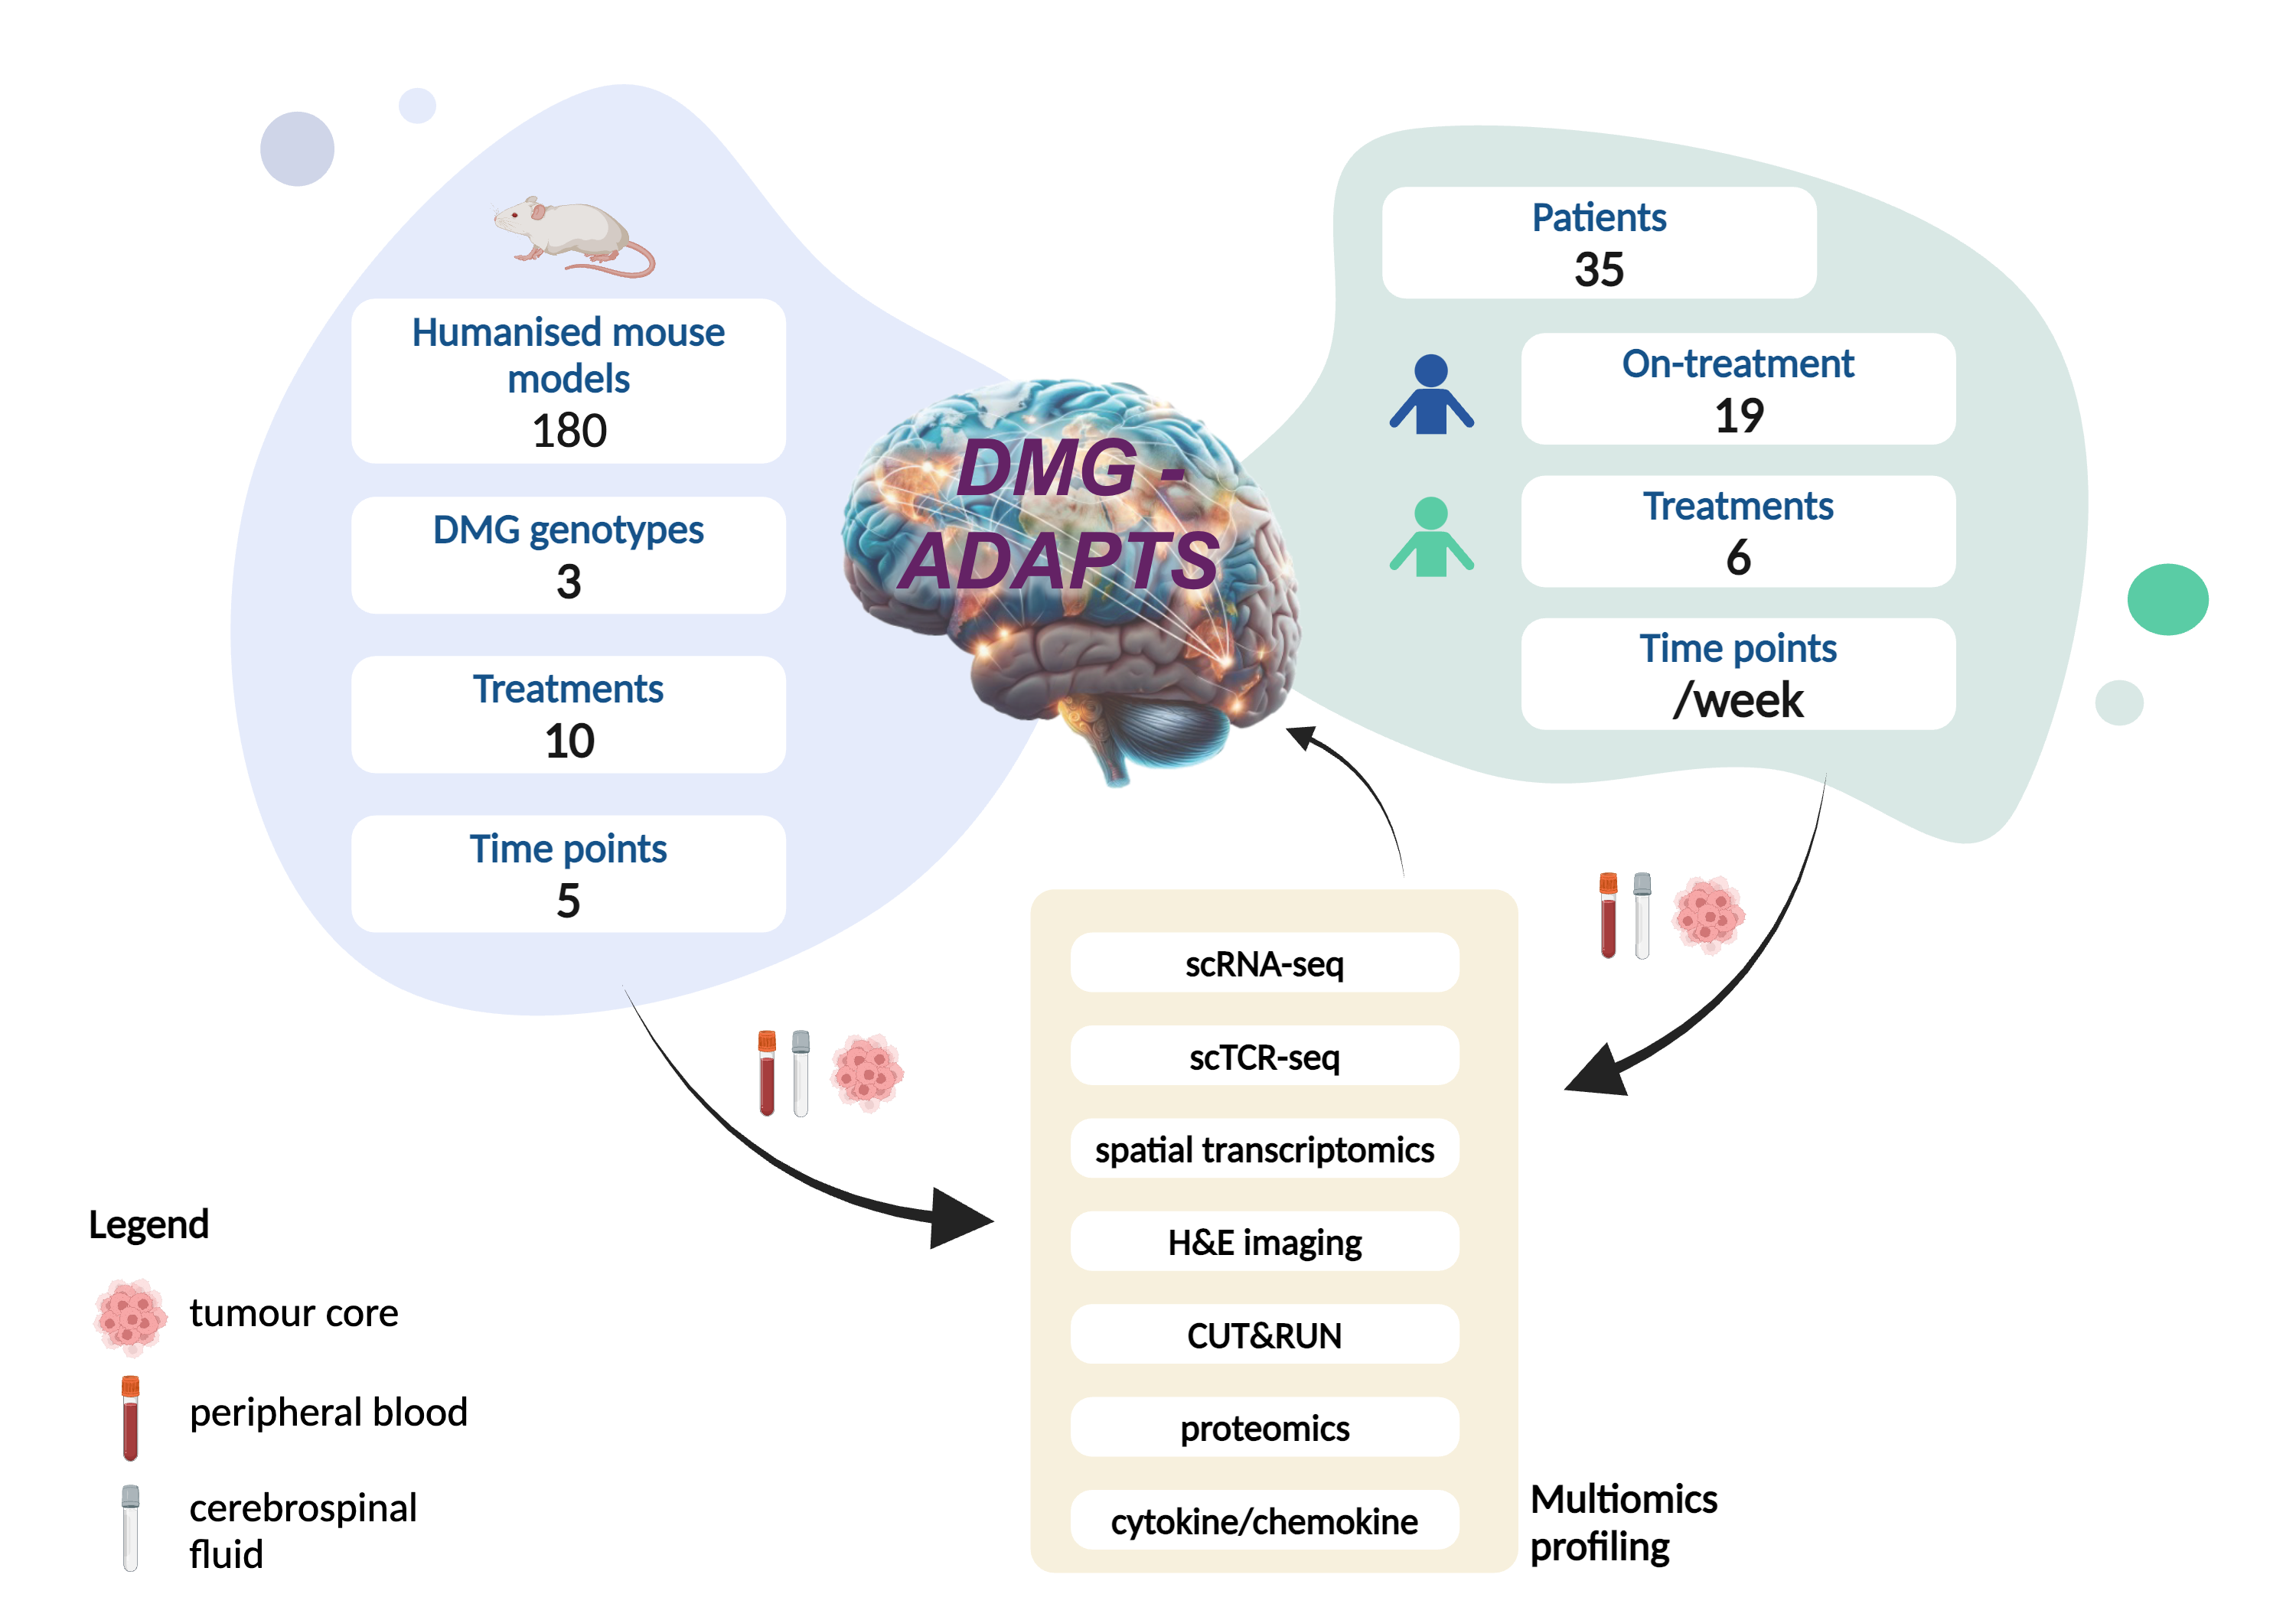 Humanised mouse
models
180
DMG genotypes
3
Treatments
10
Time points
5
DMG -
ADAPTS
Patients
35
On-treatment
19
Treatments
6
Time points
/week
scRNA-seq
scTCR-seq
spatial transcriptomics
H&E imaging
CUT&RUN
proteomics
cytokine/chemokine
Multiomics
profiling
Legend
tumour core
peripheral blood
cerebrospinal
fluid